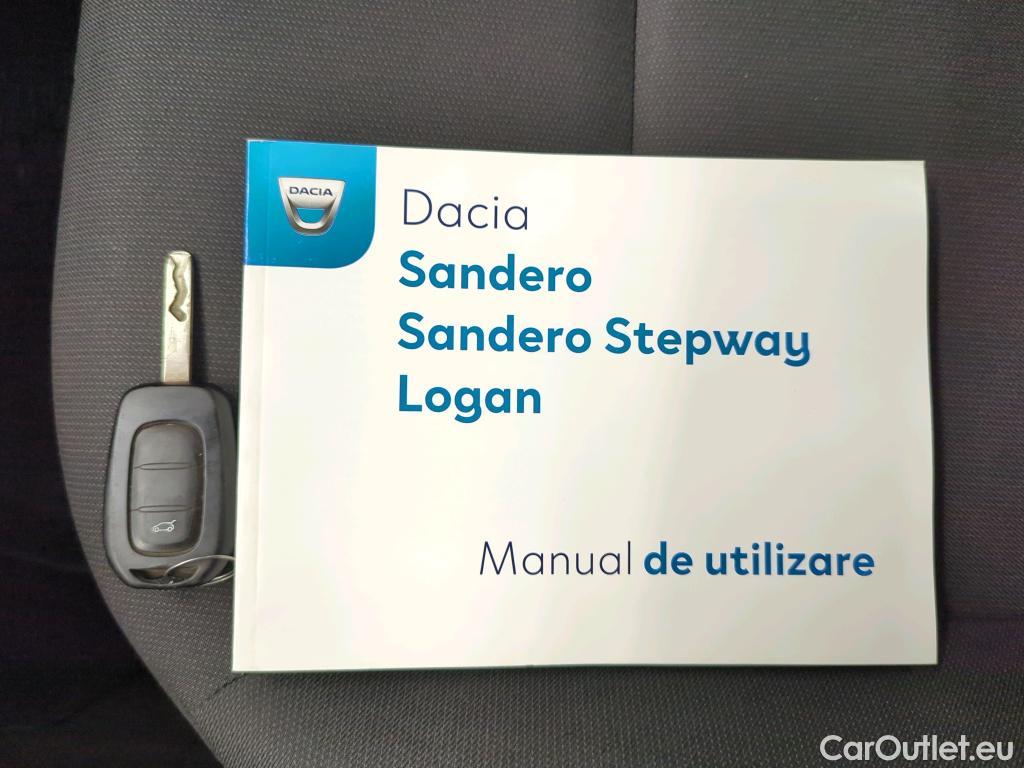 DACIA
Dacia
Sandero
Sandero Stepway
Logan
Manual de utilizare
CarOutlet.eu